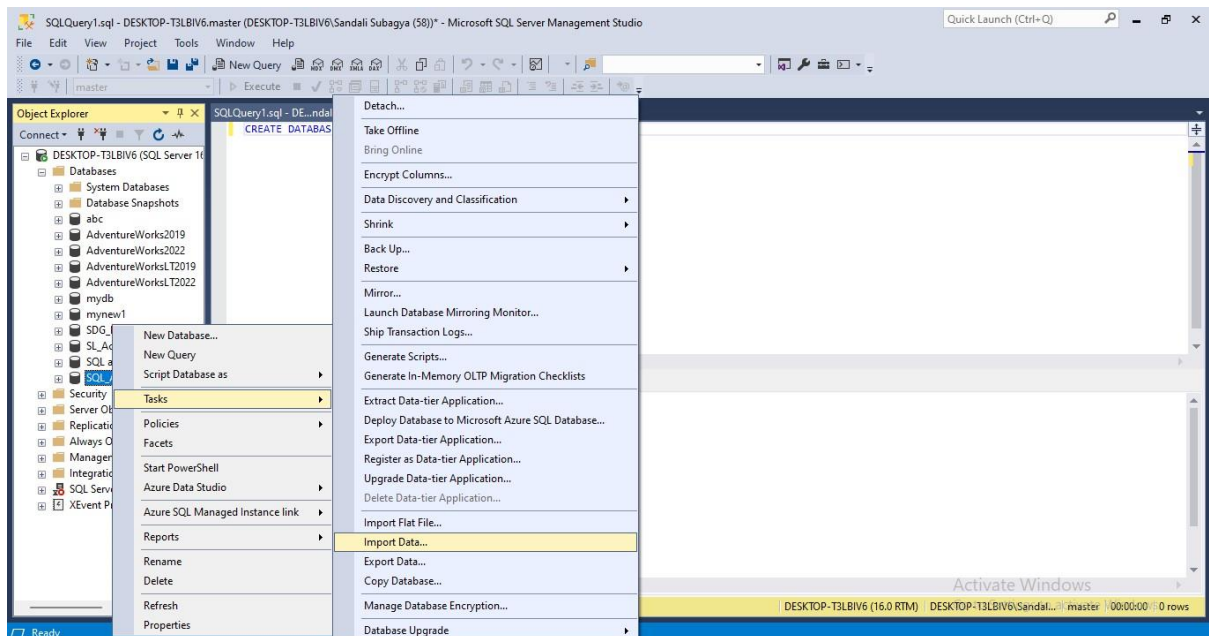 SQLQuery1.sql - DESKTOP-T3LBIV6.master (DESKTOP-T3LBIV6\Sandali Subagya (58))* - Microsoft SQL Server Management Studio
Quick Launch (Ctrl+Q)
File Edit View Project Tools Window Help
New Query
master
Execute
Object Explorer
SQLQuery1.sql - DE...ndal
Connect
CREATE DATABAS
DESKTOP-T3LBIV6 (SQL Server 16
Databases
System Databases
Database Snapshots
abc
AdventureWorks2019
AdventureWorks2022
AdventureWorksLT2019
AdventureWorksLT2022
mydb
mynew1
SDG_
SL_Ac
SQL a
SQL_
Security
Server Ob
Replicatio
Always O
Manager
Integratio
SQL Serve
XEvent Pr
New Database...
New Query
Script Database as
Tasks
Policies
Facets
Start PowerShell
Azure Data Studio
Azure SQL Managed Instance link
Reports
Rename
Delete
Refresh
Properties
Detach...
Take Offline
Bring Online
Encrypt Columns...
Data Discovery and Classification
Shrink
Back Up...
Restore
Mirror...
Launch Database Mirroring Monitor...
Ship Transaction Logs...
Generate Scripts...
Generate In-Memory OLTP Migration Checklists
Extract Data-tier Application...
Deploy Database to Microsoft Azure SQL Database...
Export Data-tier Application...
Register as Data-tier Application...
Upgrade Data-tier Application...
Delete Data-tier Application...
Import Flat File...
Import Data...
Export Data...
Copy Database...
Manage Database Encryption...
Database Upgrade
Activate Windows
DESKTOP-T3LBIV6 (16.0 RTM) DESKTOP-T3LBIV6\Sandal... master 00:00:00 0 rows
Ready